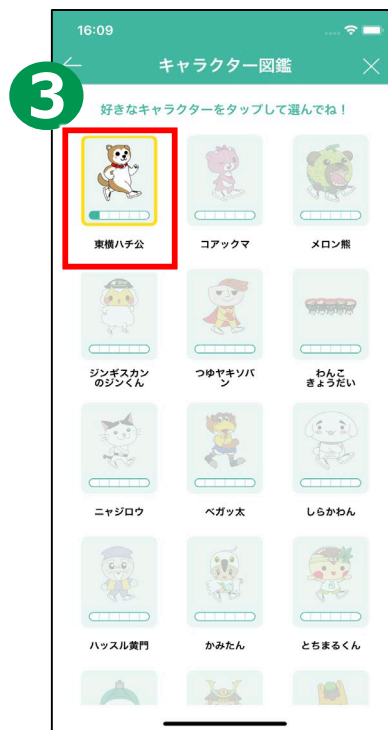 16:09
キャラクター図鑑
3
好きなキャラクターをタップして選んでね！
東横ハチ公
コアックマ
メロン熊
ジンギスカン
のジンくん
つゆヤキソバ
ン
わんこ
きょうだい
ニャジロウ
ベガッ太
しらかわん
ハッスル黄門
かみたん
とちまるくん